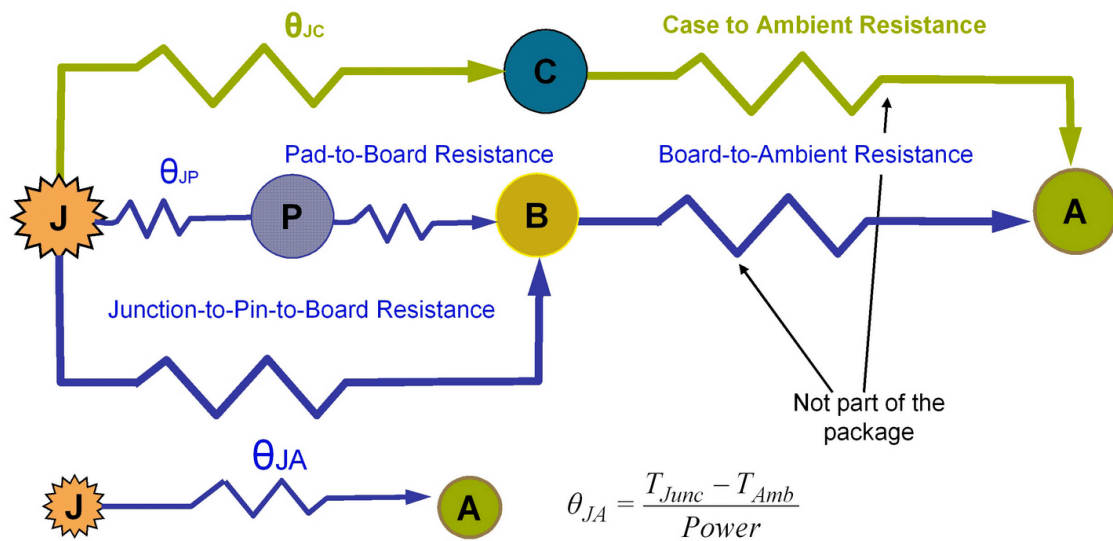 θJC
Case to Ambient Resistance
C
Pad-to-Board Resistance
Board-to-Ambient Resistance
θJP
J
P
B
A
Junction-to-Pin-to-Board Resistance
Not part of the
package
θJA
J
A
θJA = (TJunc − TAmb) / Power